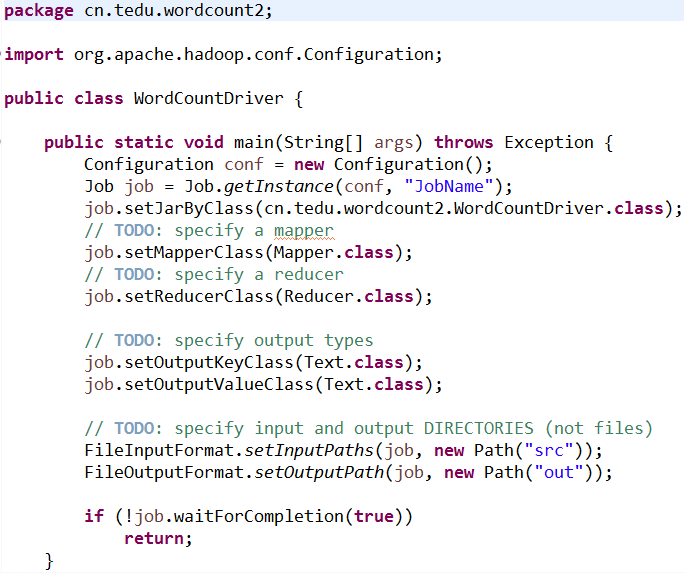 package cn.tedu.wordcount2;
import org.apache.hadoop.conf.Configuration;
public class WordCountDriver {
public static void main(String[] args) throws Exception {
Configuration conf = new Configuration();
Job job = Job.getInstance(conf, "JobName");
job.setJarByClass(cn.tedu.wordcount2.WordCountDriver.class);
// TODO: specify a mapper
job.setMapperClass(Mapper.class);
// TODO: specify a reducer
job.setReducerClass(Reducer.class);
// TODO: specify output types
job.setOutputKeyClass(Text.class);
job.setOutputValueClass(Text.class);
// TODO: specify input and output DIRECTORIES (not files)
FileInputFormat.setInputPaths(job, new Path("src"));
FileOutputFormat.setOutputPath(job, new Path("out"));
if (!job.waitForCompletion(true))
return;
}